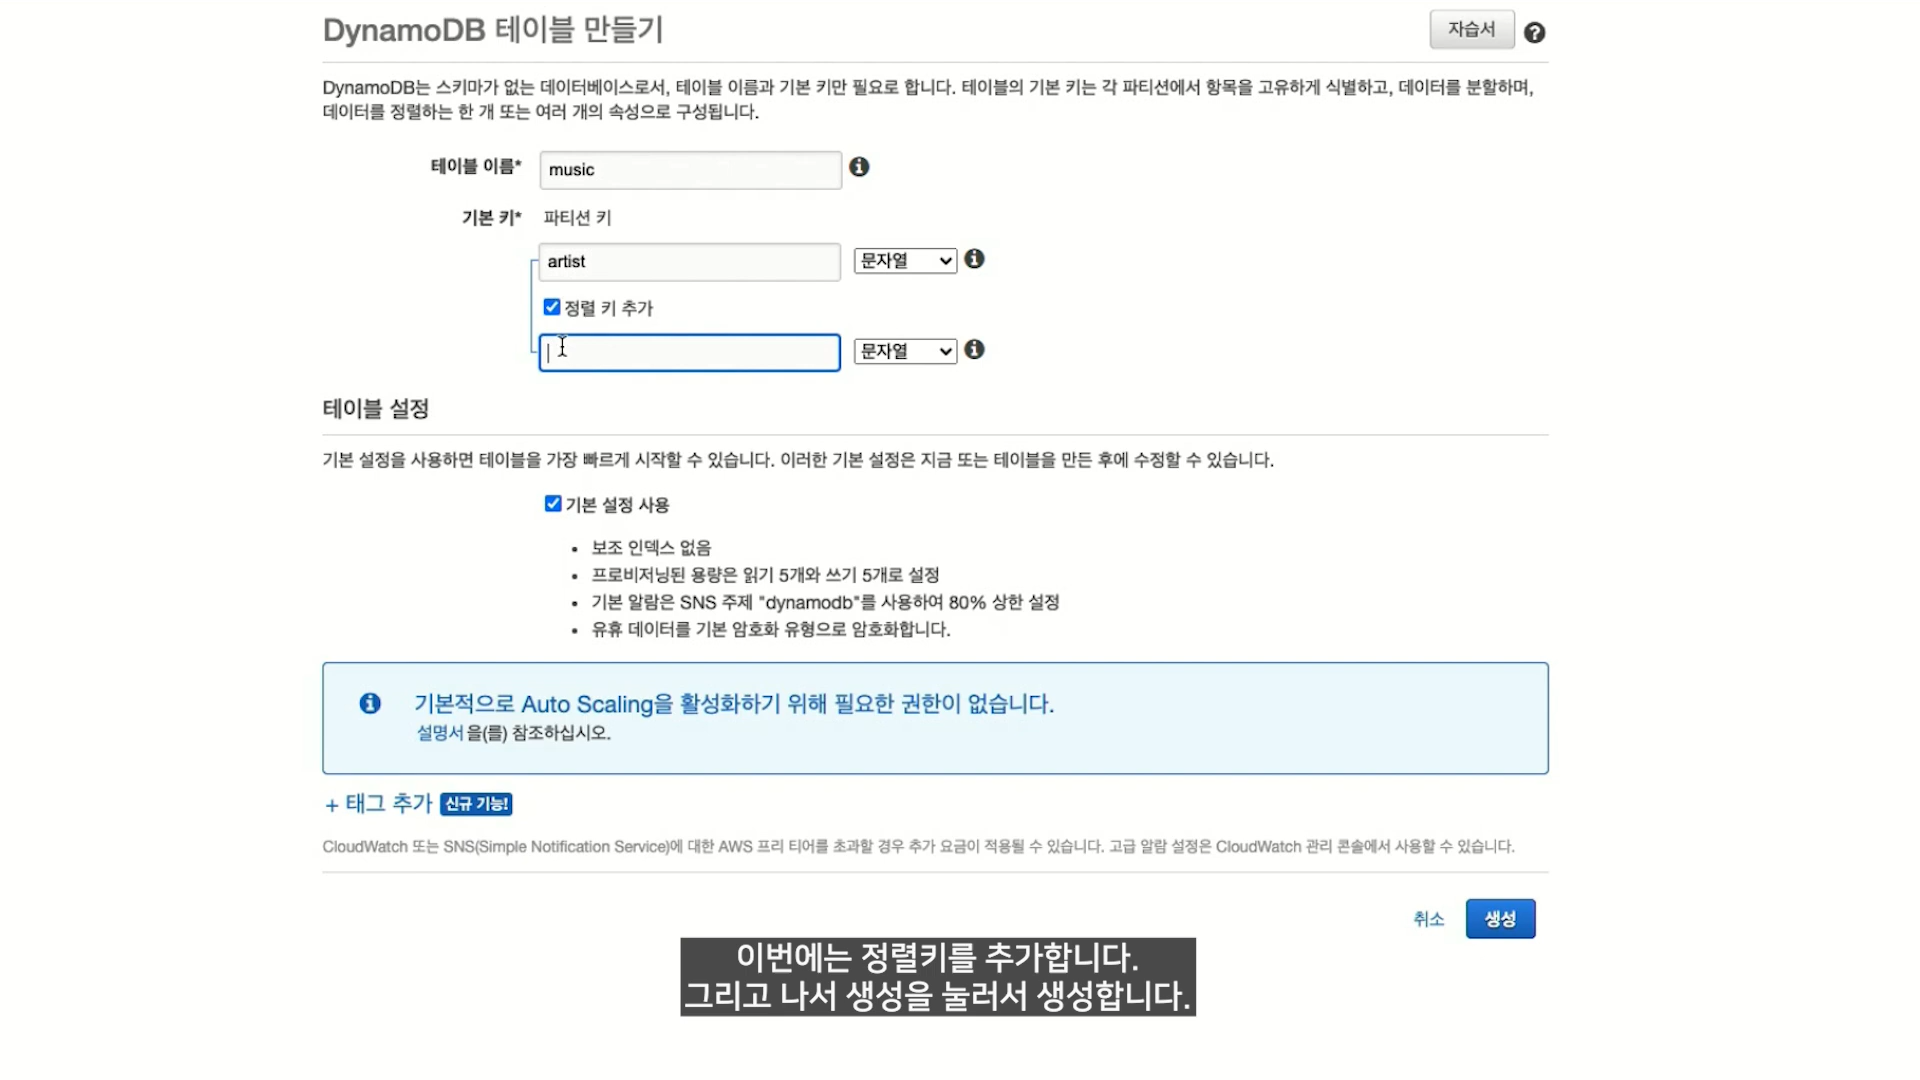 DynamoDB 테이블 만들기
자습서
DynamoDB는 스키마가 없는 데이터베이스로서, 테이블 이름과 기본 키만 필요로 합니다. 테이블의 기본 키는 각 파티션에서 항목을 고유하게 식별하고, 데이터를 분할하며,
데이터를 정렬하는 한 개 또는 여러 개의 속성으로 구성됩니다.
테이블 이름* music
기본 키* 파티션 키
artist 문자열
정렬 키 추가
문자열
테이블 설정
기본 설정을 사용하면 테이블을 가장 빠르게 시작할 수 있습니다. 이러한 기본 설정은 지금 또는 테이블을 만든 후에 수정할 수 있습니다.
기본 설정 사용
• 보조 인덱스 없음
• 프로비저닝된 용량은 읽기 5개와 쓰기 5개로 설정
• 기본 알람은 SNS 주제 "dynamodb"를 사용하여 80% 상한 설정
• 유휴 데이터를 기본 암호화 유형으로 암호화합니다.
기본적으로 Auto Scaling을 활성화하기 위해 필요한 권한이 없습니다.
설명서을(를) 참조하십시오.
+ 태그 추가 신규 기능!
CloudWatch 또는 SNS(Simple Notification Service)에 대한 AWS 프리 티어를 초과할 경우 추가 요금이 적용될 수 있습니다. 고급 알람 설정은 CloudWatch 관리 콘솔에서 사용할 수 있습니다.
취소 생성
이번에는 정렬키를 추가합니다.
그리고 나서 생성을 눌러서 생성합니다.